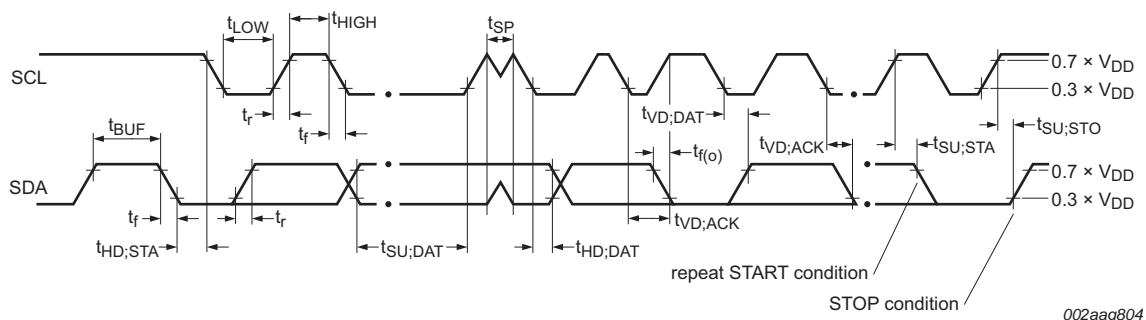 tLOW
tHIGH
tSP
SCL
0.7 × VDD
0.3 × VDD
tr
tf
tVD;DAT
tSU;STO
tBUF
tVD;ACK
tSU;STA
tf(o)
SDA
0.7 × VDD
0.3 × VDD
tf
tr
tVD;ACK
tHD;STA
tSU;DAT
tHD;DAT
repeat START condition
STOP condition
002aag804